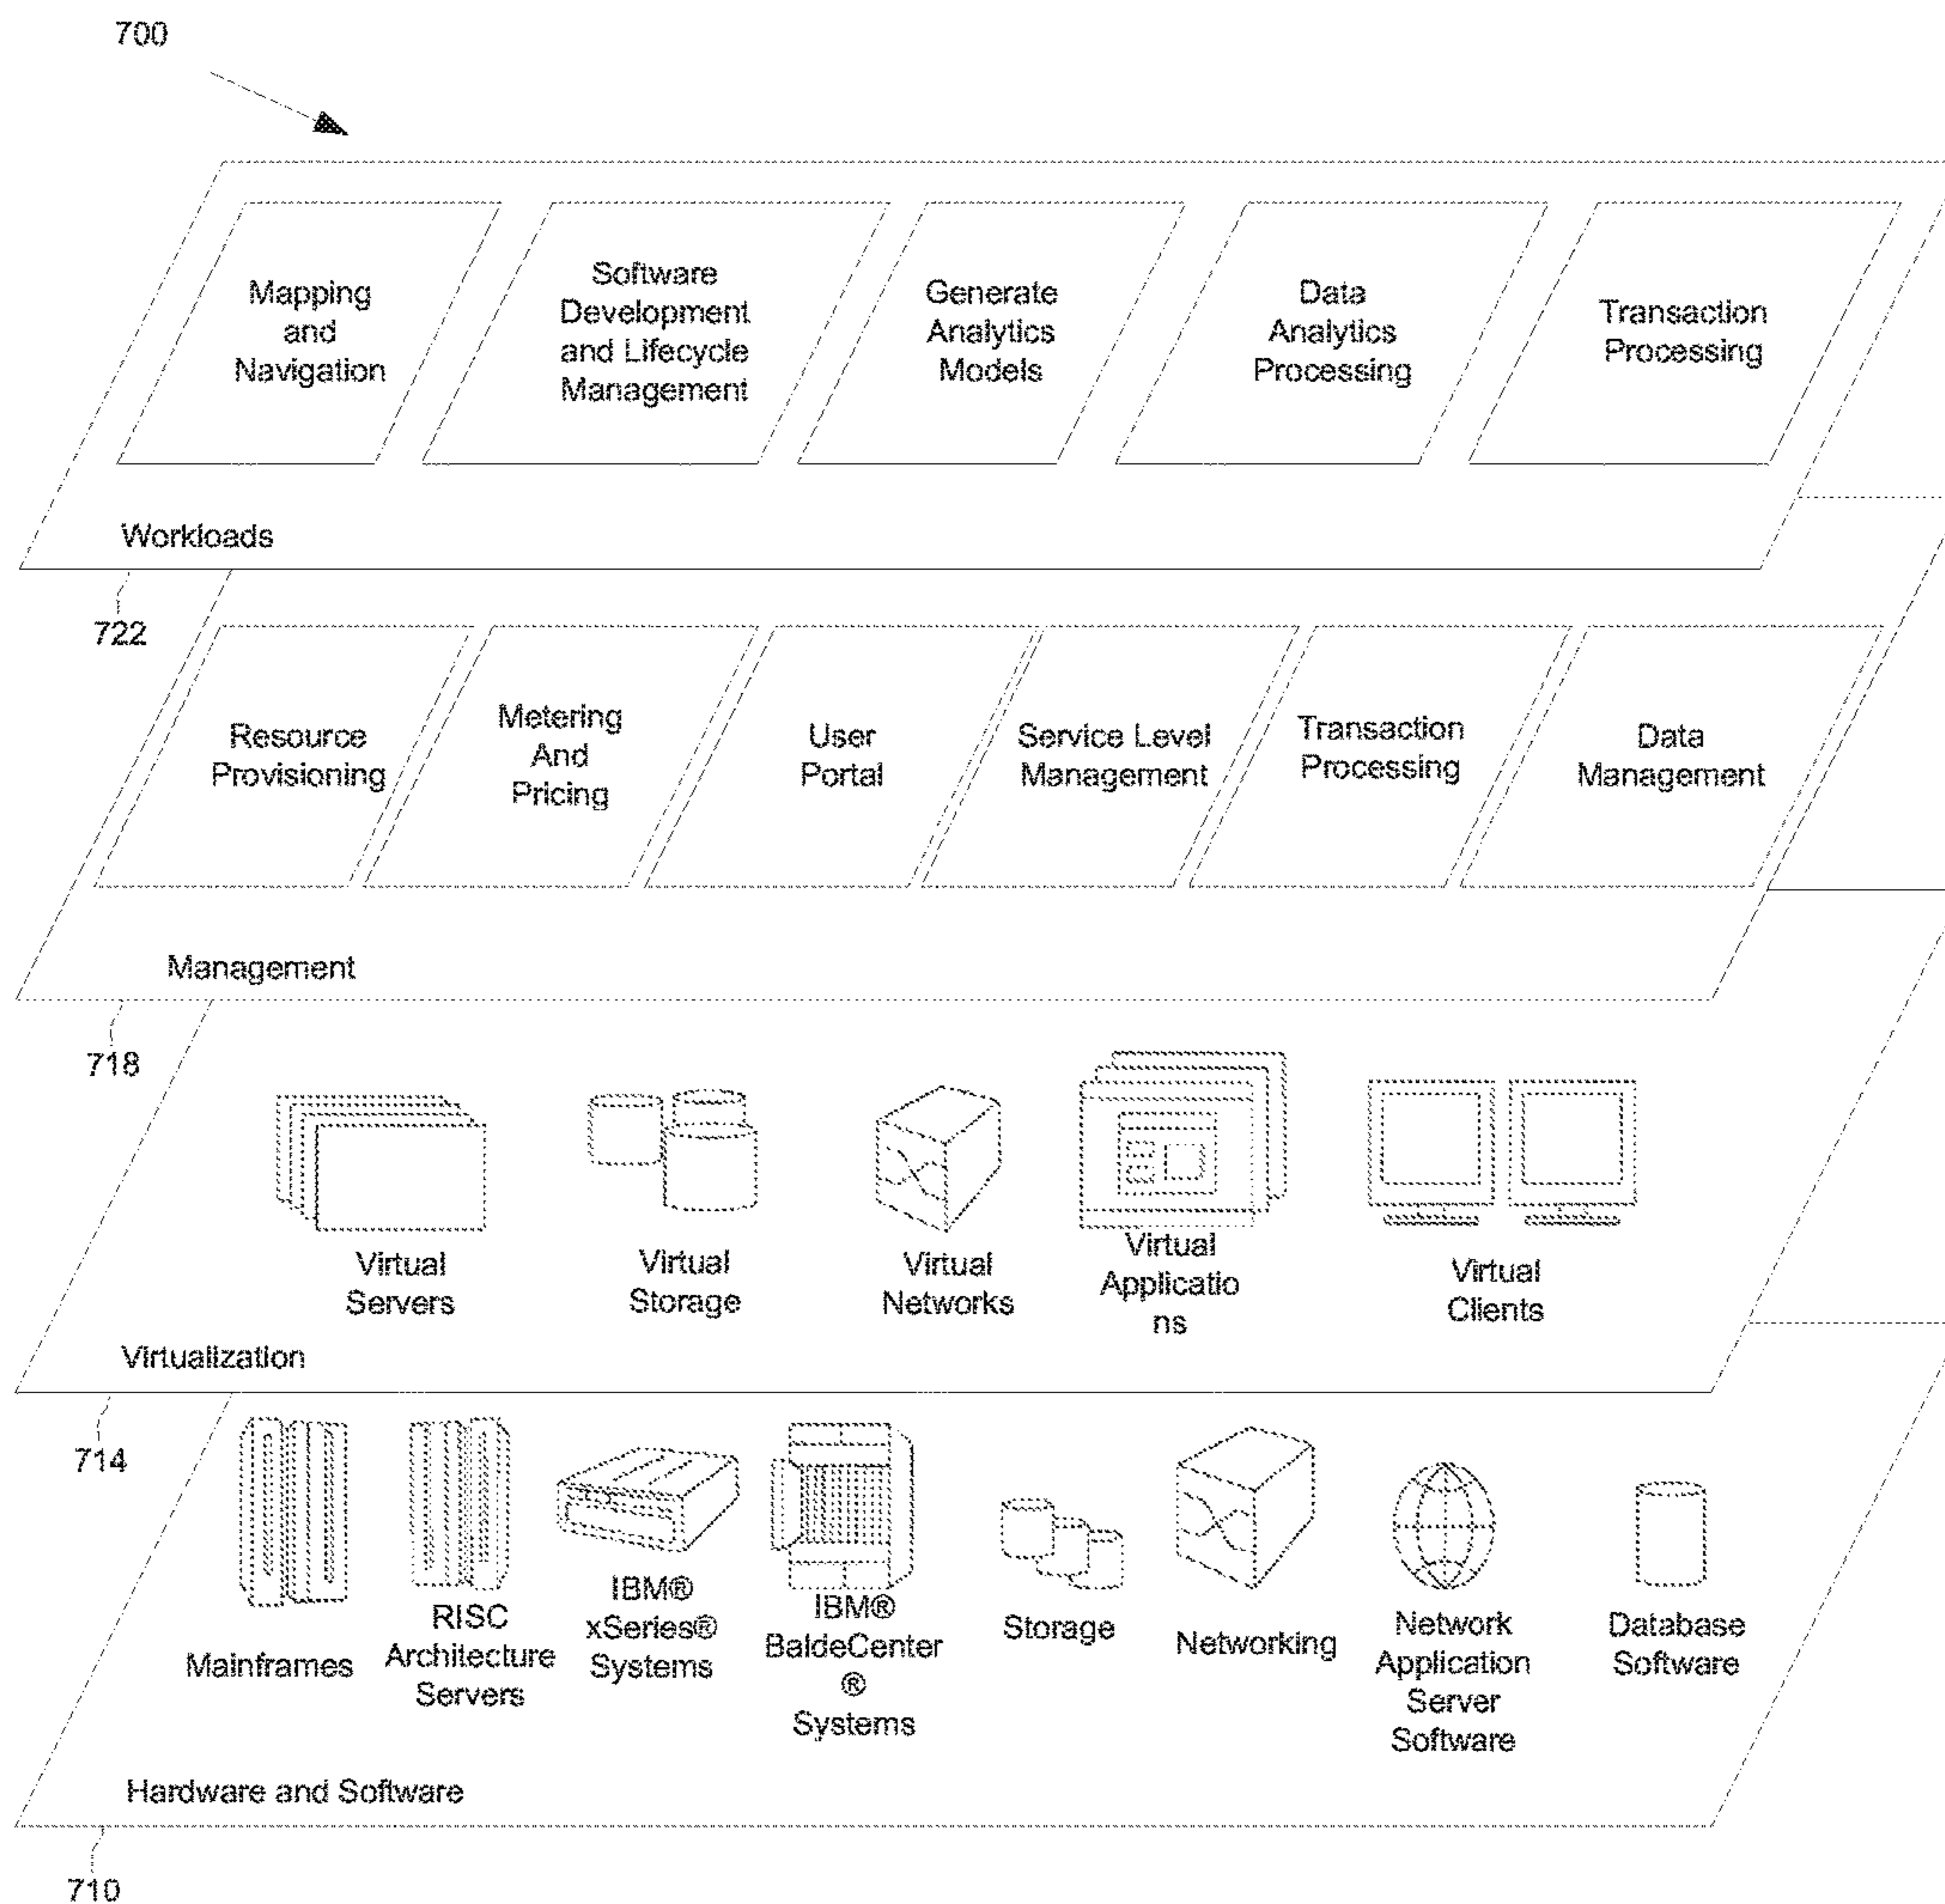 700
Mapping
and
Navigation
Software
Development
and Lifecycle
Management
Generate
Analytics
Models
Data
Analytics
Processing
Transaction
Processing
Workloads
722
Resource
Provisioning
Metering
And
Pricing
User
Portal
Service Level
Management
Transaction
Processing
Data
Management
Management
718
Virtual
Servers
Virtual
Storage
Virtual
Networks
Virtual
Applicatio
ns
Virtual
Clients
Virtualization
714
Mainframes
RISC
Architecture
Servers
IBM®
xSeries®
Systems
IBM®
BaldeCenter
®
Systems
Storage
Networking
Network
Application
Server
Software
Database
Software
Hardware and Software
710